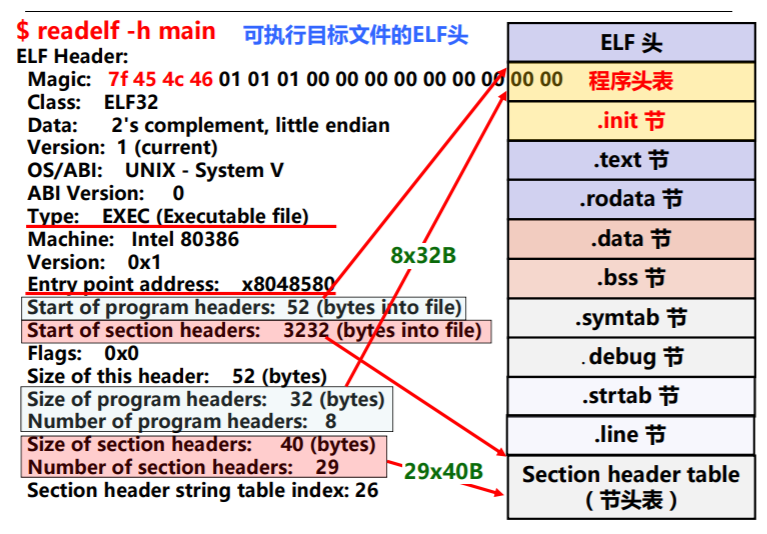 $ readelf -h main
可执行目标文件的ELF头
ELF Header:
Magic: 7f 45 4c 46 01 01 01 00 00 00 00 00 00 00 00 00
Class: ELF32
Data: 2's complement, little endian
Version: 1 (current)
OS/ABI: UNIX - System V
ABI Version: 0
Type: EXEC (Executable file)
Machine: Intel 80386
Version: 0x1
Entry point address: x8048580
Start of program headers: 52 (bytes into file)
Start of section headers: 3232 (bytes into file)
Flags: 0x0
Size of this header: 52 (bytes)
Size of program headers: 32 (bytes)
Number of program headers: 8
Size of section headers: 40 (bytes)
Number of section headers: 29
Section header string table index: 26
8x32B
29x40B
ELF 头
程序头表
.init 节
.text 节
.rodata 节
.data 节
.bss 节
.symtab 节
.debug 节
.strtab 节
.line 节
Section header table
（节头表）